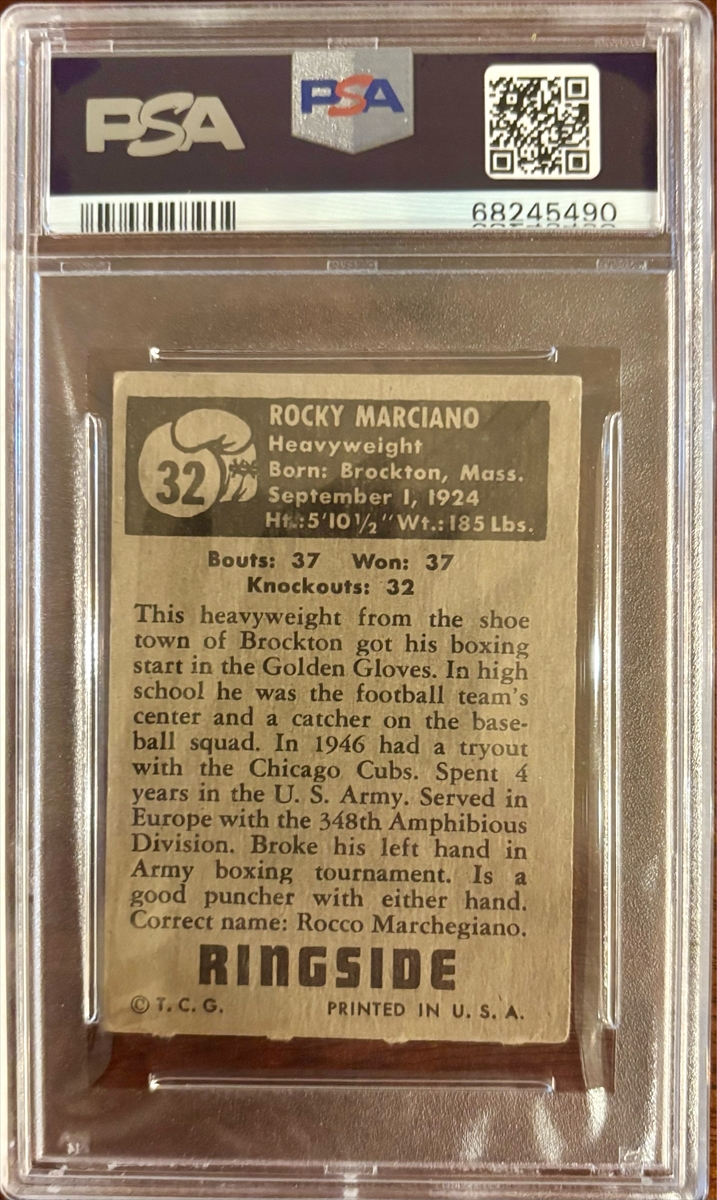 PSA
PSA
68245490
32
ROCKY MARCIANO
Heavyweight
Born: Brockton, Mass.
September 1, 1924
Ht.:5'10½" Wt.:185 Lbs.
Bouts: 37 Won: 37
Knockouts: 32
This heavyweight from the shoe
town of Brockton got his boxing
start in the Golden Gloves. In high
school he was the football team's
center and a catcher on the base-
ball squad. In 1946 had a tryout
with the Chicago Cubs. Spent 4
years in the U. S. Army. Served in
Europe with the 348th Amphibious
Division. Broke his left hand in
Army boxing tournament. Is a
good puncher with either hand.
Correct name: Rocco Marchegiano.
RINGSIDE
© T. C. G. PRINTED IN U. S. A.